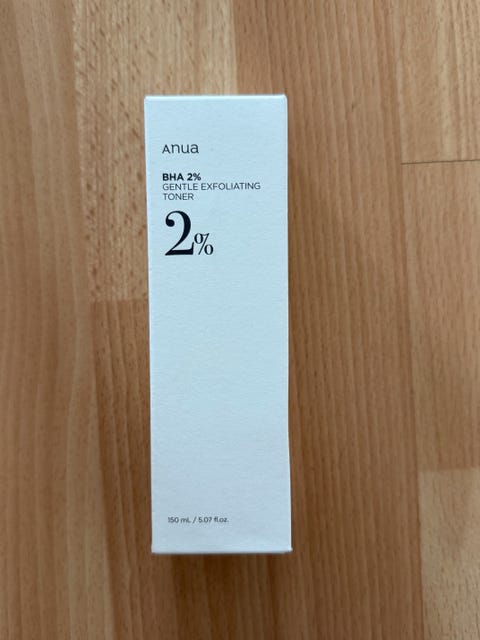 Anua
BHA 2%
GENTLE EXFOLIATING
TONER
2%
150 mL / 5.07 fl.oz.